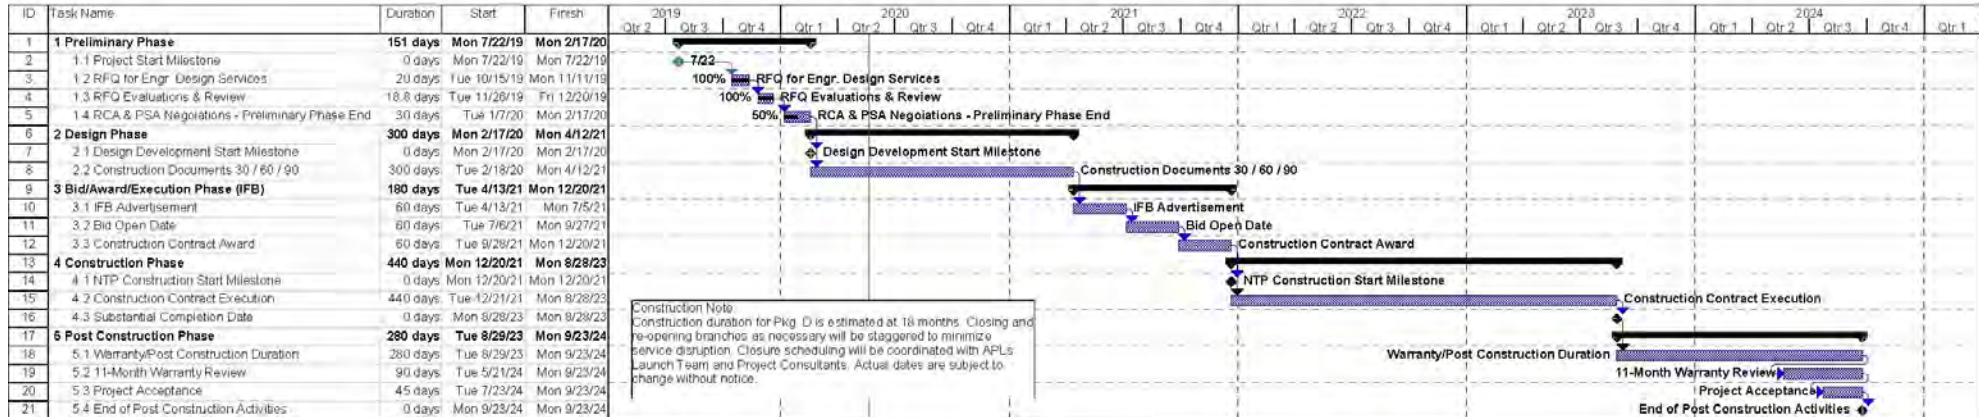 ID Task Name Duration Start Finish 2019 2020 2021 2022 2023 2024
Qtr 2 Qtr 3 Qtr 4 Qtr 1 Qtr 2 Qtr 3 Qtr 4 Qtr 1 Qtr 2 Qtr 3 Qtr 4 Qtr 1 Qtr 2 Qtr 3 Qtr 4 Qtr 1 Qtr 2 Qtr 3 Qtr 4 Qtr 1 Qtr 2 Qtr 3 Qtr 4 Qtr 1
1 1 Preliminary Phase 151 days Mon 7/22/19 Mon 2/17/20
2 1.1 Project Start Milestone 0 days Mon 7/22/19 Mon 7/22/19 7/22
3 1.2 RFQ for Engr. Design Services 20 days Tue 10/15/19 Mon 11/11/19 100% RFQ for Engr. Design Services
4 1.3 RFQ Evaluations & Review 18.8 days Tue 11/26/19 Fri 12/20/19 100% RFQ Evaluations & Review
5 1.4 RCA & PSA Negoiations - Preliminary Phase End 30 days Tue 1/7/20 Mon 2/17/20 50% RCA & PSA Negoiations - Preliminary Phase End
6 2 Design Phase 300 days Mon 2/17/20 Mon 4/12/21
7 2.1 Design Development Start Milestone 0 days Mon 2/17/20 Mon 2/17/20 Design Development Start Milestone
8 2.2 Construction Documents 30 / 60 / 90 300 days Tue 2/18/20 Mon 4/12/21 Construction Documents 30 / 60 / 90
9 3 Bid/Award/Execution Phase (IFB) 180 days Tue 4/13/21 Mon 12/20/21
10 3.1 IFB Advertisement 60 days Tue 4/13/21 Mon 7/5/21 IFB Advertisement
11 3.2 Bid Open Date 60 days Tue 7/6/21 Mon 9/27/21 Bid Open Date
12 3.3 Construction Contract Award 60 days Tue 9/28/21 Mon 12/20/21 Construction Contract Award
13 4 Construction Phase 440 days Mon 12/20/21 Mon 8/28/23
14 4.1 NTP Construction Start Milestone 0 days Mon 12/20/21 Mon 12/20/21 NTP Construction Start Milestone
15 4.2 Construction Contract Execution 440 days Tue 12/21/21 Mon 8/28/23 Construction Contract Execution
16 4.3 Substantial Completion Date 0 days Mon 8/28/23 Mon 8/28/23
17 5 Post Construction Phase 280 days Tue 8/29/23 Mon 9/23/24
18 5.1 Warranty/Post Construction Duration 280 days Tue 8/29/23 Mon 9/23/24 Warranty/Post Construction Duration
19 5.2 11-Month Warranty Review 90 days Tue 5/21/24 Mon 9/23/24 11-Month Warranty Review
20 5.3 Project Acceptance 45 days Tue 7/23/24 Mon 9/23/24 Project Acceptance
21 5.4 End of Post Construction Activities 0 days Mon 9/23/24 Mon 9/23/24 End of Post Construction Activities
Construction Note
Construction duration for Pkg. D is estimated at 18 months. Closing and
re-opening branches as necessary will be staggered to minimize
service disruption. Closure scheduling will be coordinated with APLs
Launch Team and Project Consultants. Actual dates are subject to
change without notice.